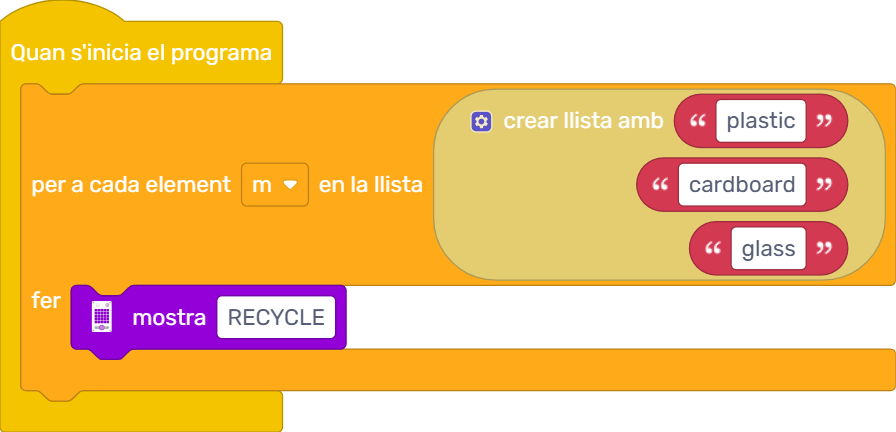 Quan s'inicia el programa
crear llista amb “ plastic ”
per a cada element m en la llista “ cardboard ”
“ glass ”
fer
mostra RECYCLE